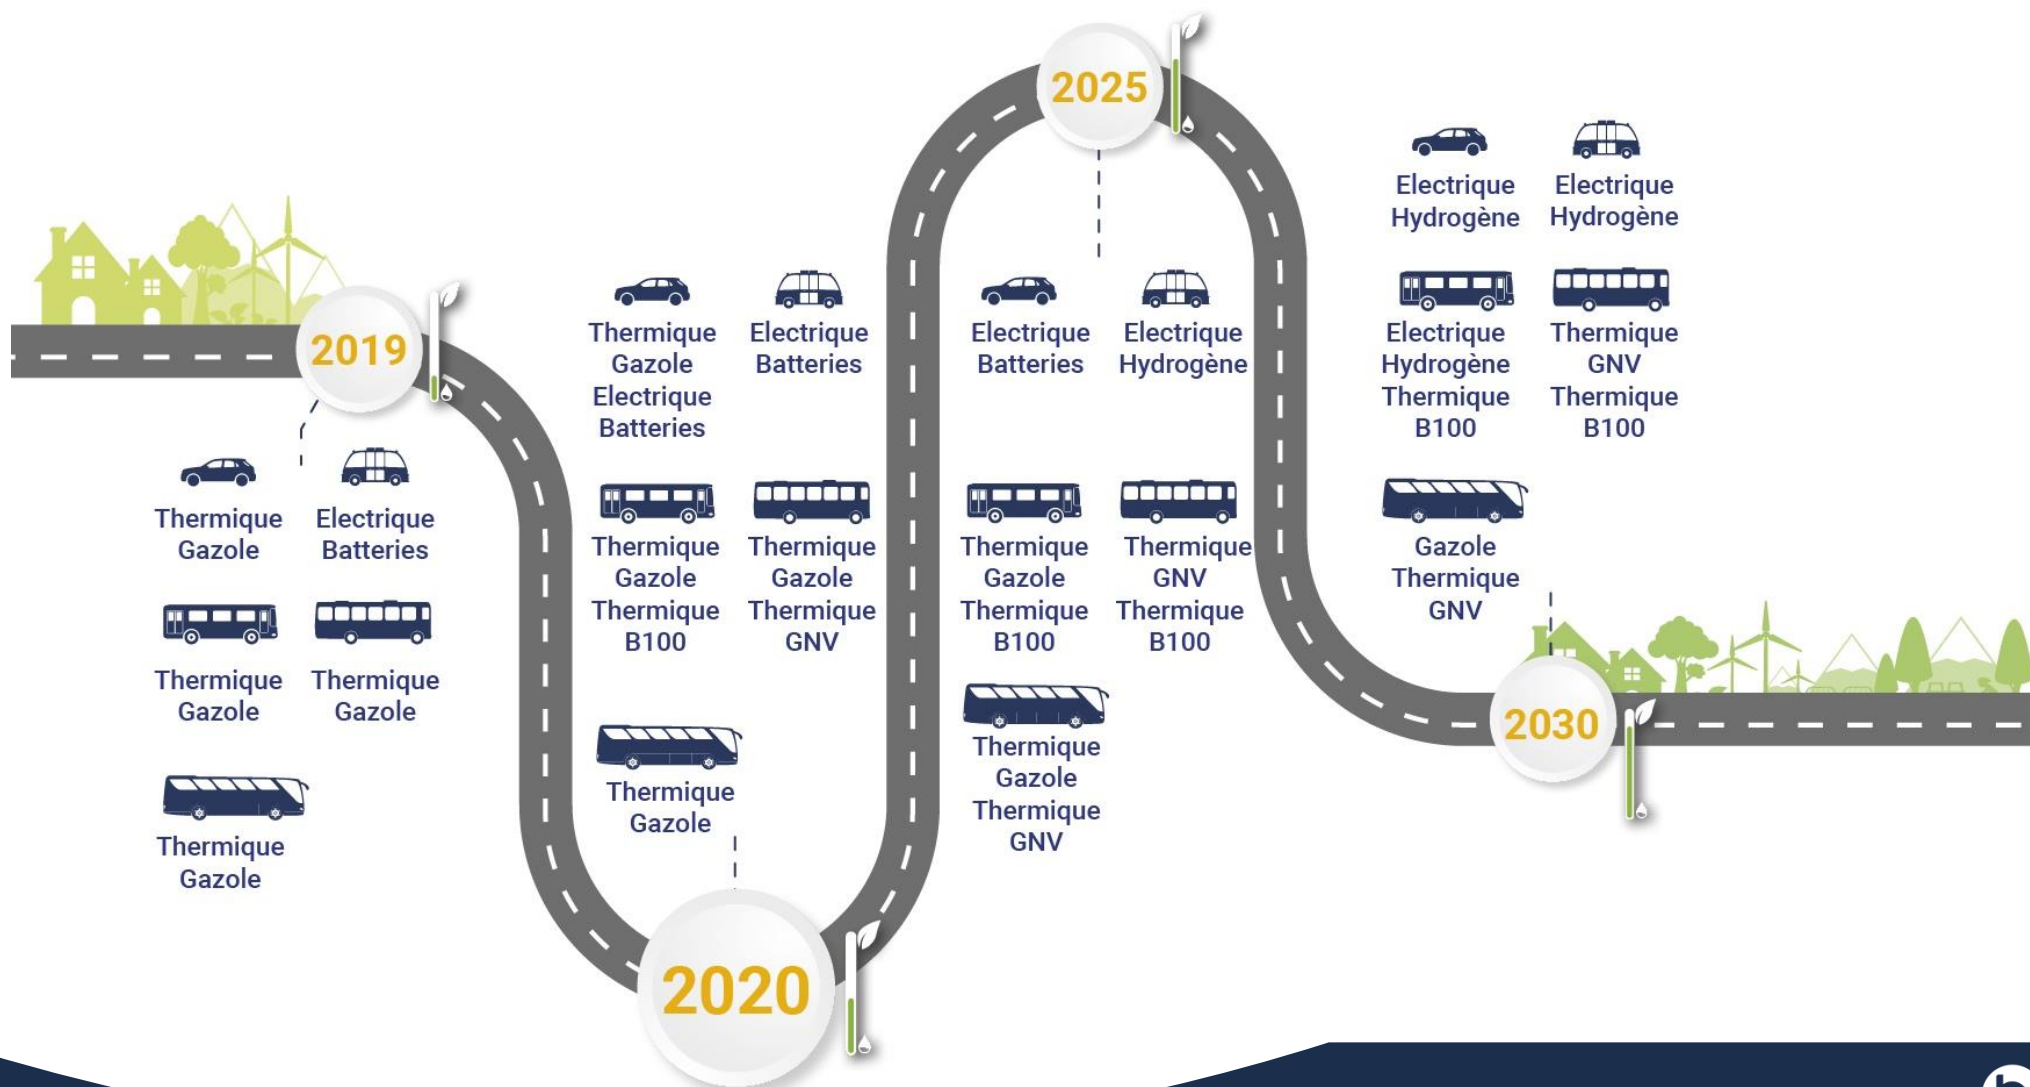 2019
Thermique
Gazole
Electrique
Batteries
Thermique
Gazole
Thermique
Gazole
Thermique
Gazole
2020
Thermique
Gazole
Electrique
Batteries
Electrique
Batteries
Thermique
Gazole
Thermique
B100
Thermique
Gazole
Thermique
GNV
Thermique
Gazole
2025
Electrique
Batteries
Electrique
Hydrogène
Thermique
Gazole
Thermique
B100
Thermique
GNV
Thermique
B100
Thermique
Gazole
Thermique
GNV
2030
Electrique
Hydrogène
Electrique
Hydrogène
Electrique
Hydrogène
Thermique
B100
Thermique
GNV
Thermique
B100
Gazole
Thermique
GNV